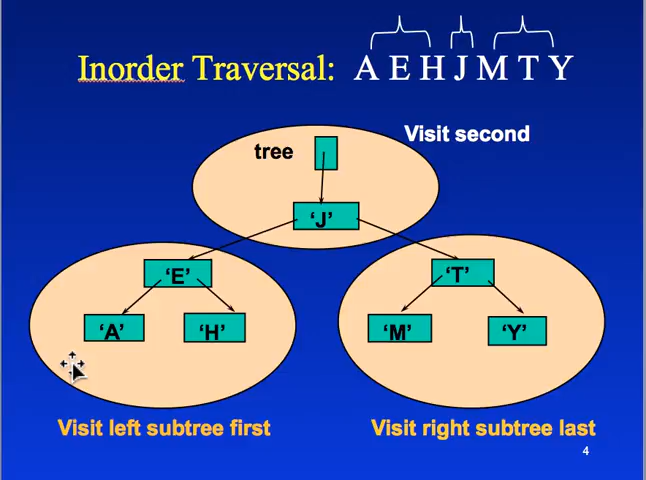 Inorder Traversal: A E H J M T Y
Visit second
tree
‘J’
‘E’
‘T’
‘A’
‘H’
‘M’
‘Y’
Visit left subtree first
Visit right subtree last
4